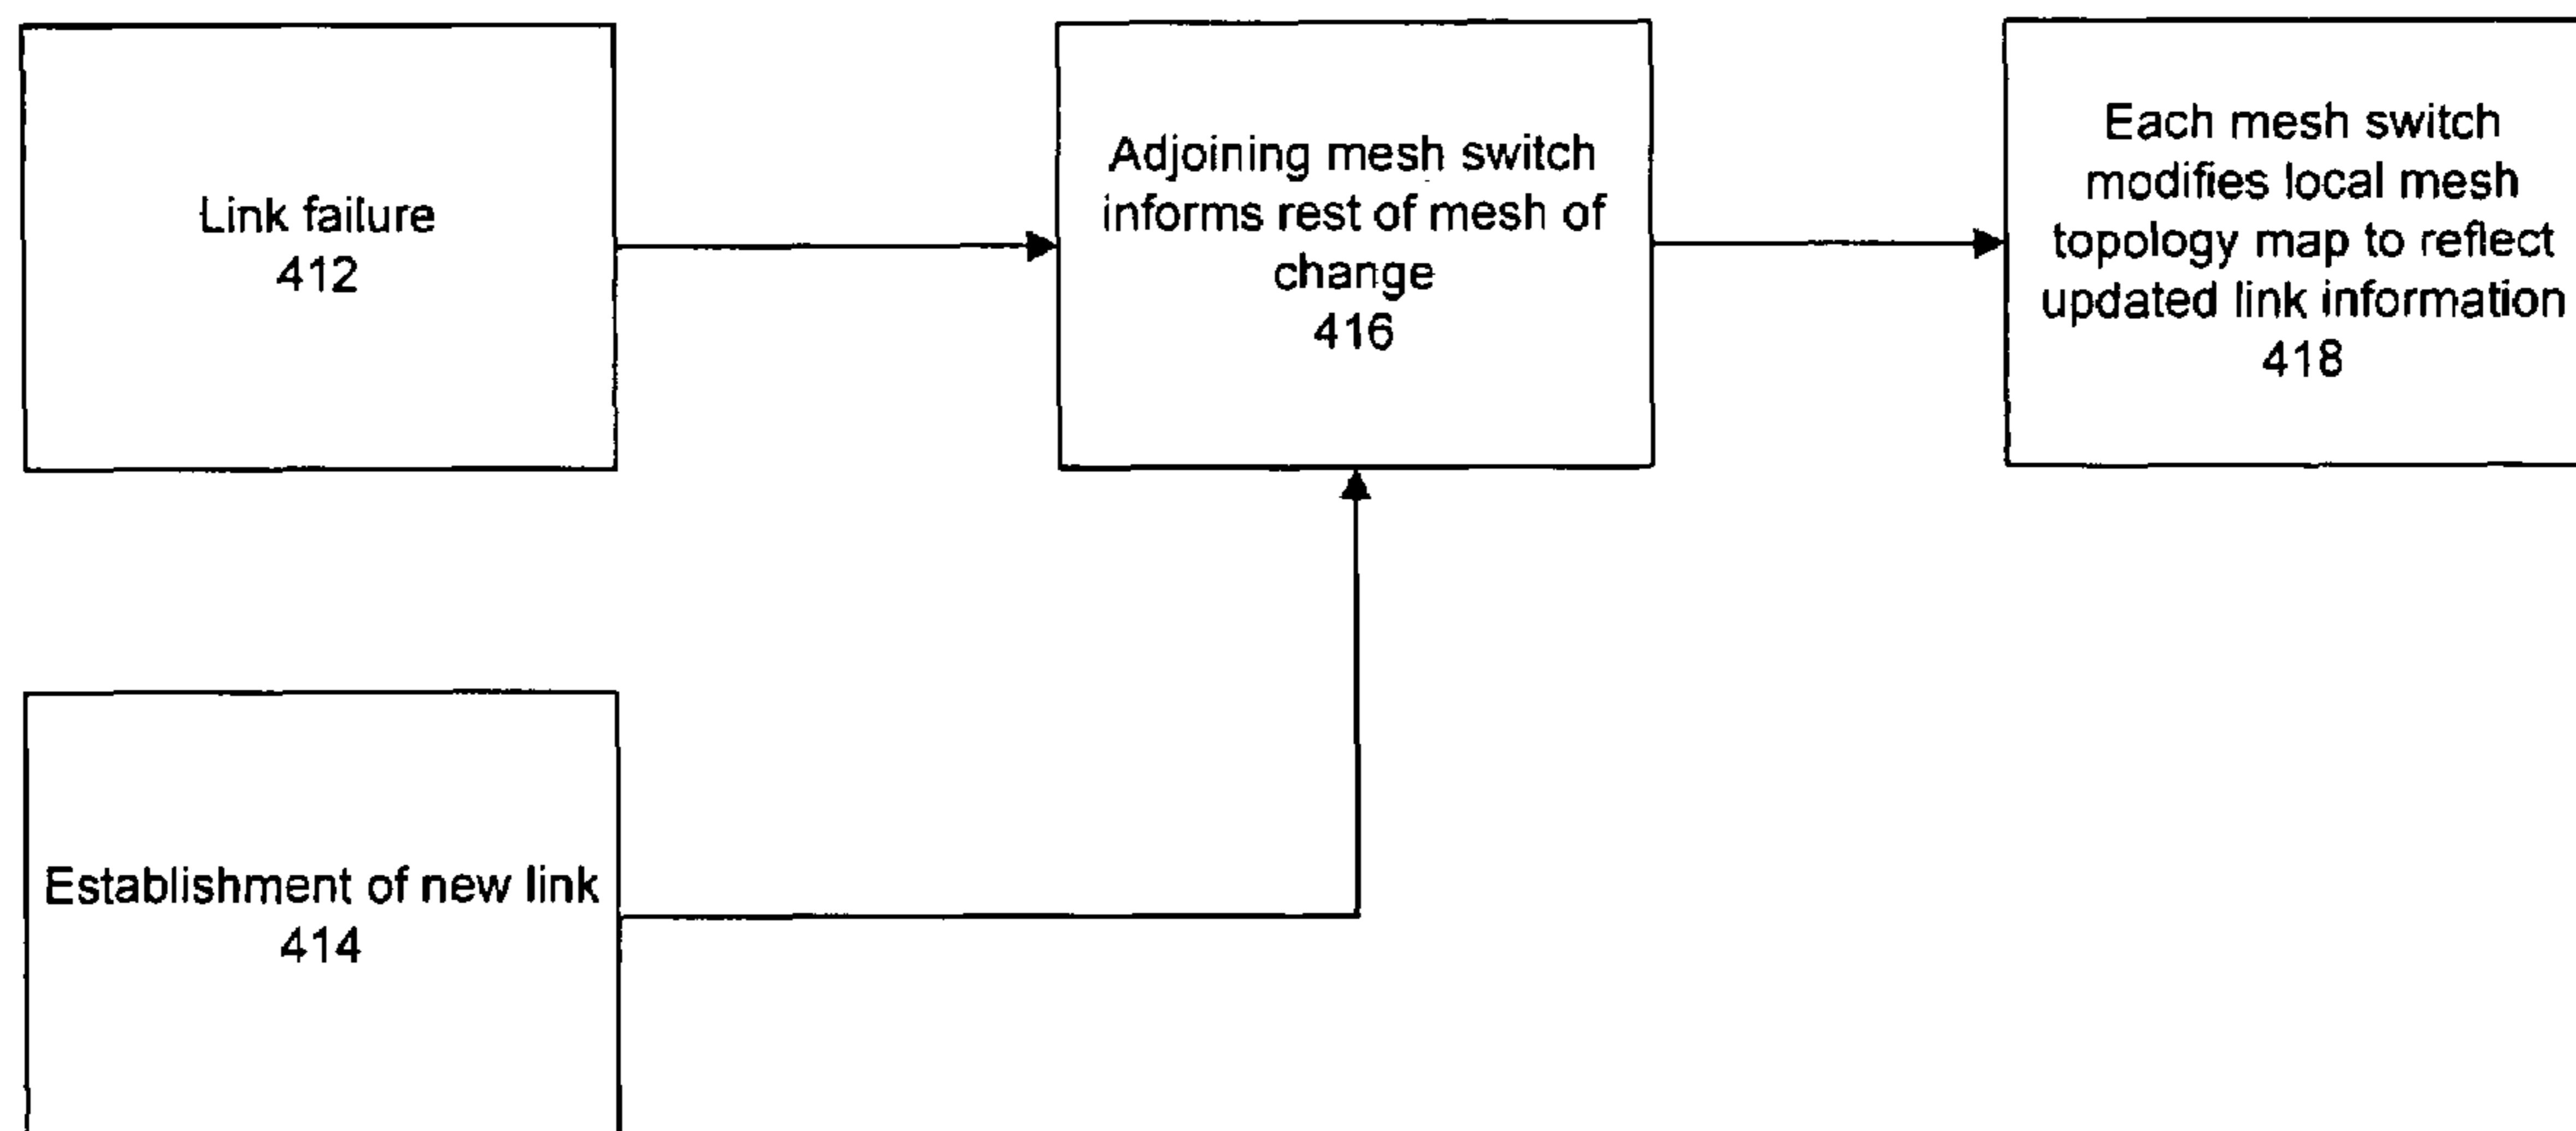 Link failure
412
Adjoining mesh switch
informs rest of mesh of
change
416
Each mesh switch
modifies local mesh
topology map to reflect
updated link information
418
Establishment of new link
414